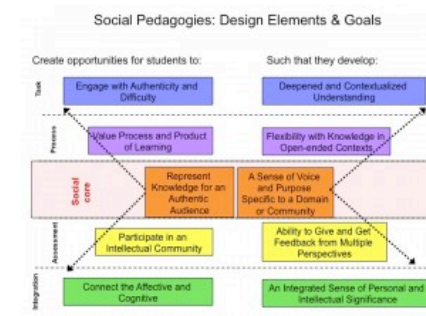 Social Pedagogies: Design Elements & Goals
Create opportunities for students to:
Such that they develop:
Task
Engage with Authenticity and
Difficulty
Deepened and Contextualized
Understanding
Process
Value Process and Product
of Learning
Flexibility with Knowledge in
Open-ended Contexts
Social
core
Represent
Knowledge for an
Authentic
Audience
A Sense of Voice
and Purpose
Specific to a Domain
or Community
Assessment
Participate in an
Intellectual Community
Ability to Give and Get
Feedback from Multiple
Perspectives
Integration
Connect the Affective and
Cognitive
An Integrated Sense of Personal and
Intellectual Significance